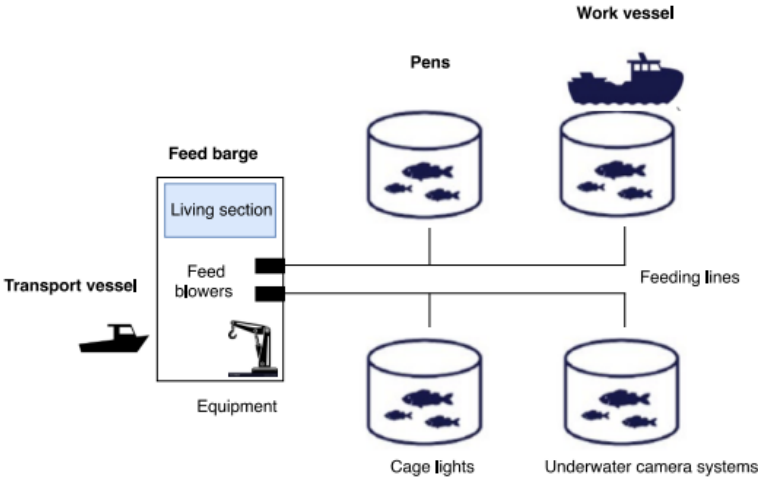 Work vessel
Pens
Feed barge
Living section
Feed
blowers
Feeding lines
Transport vessel
Equipment
Cage lights
Underwater camera systems